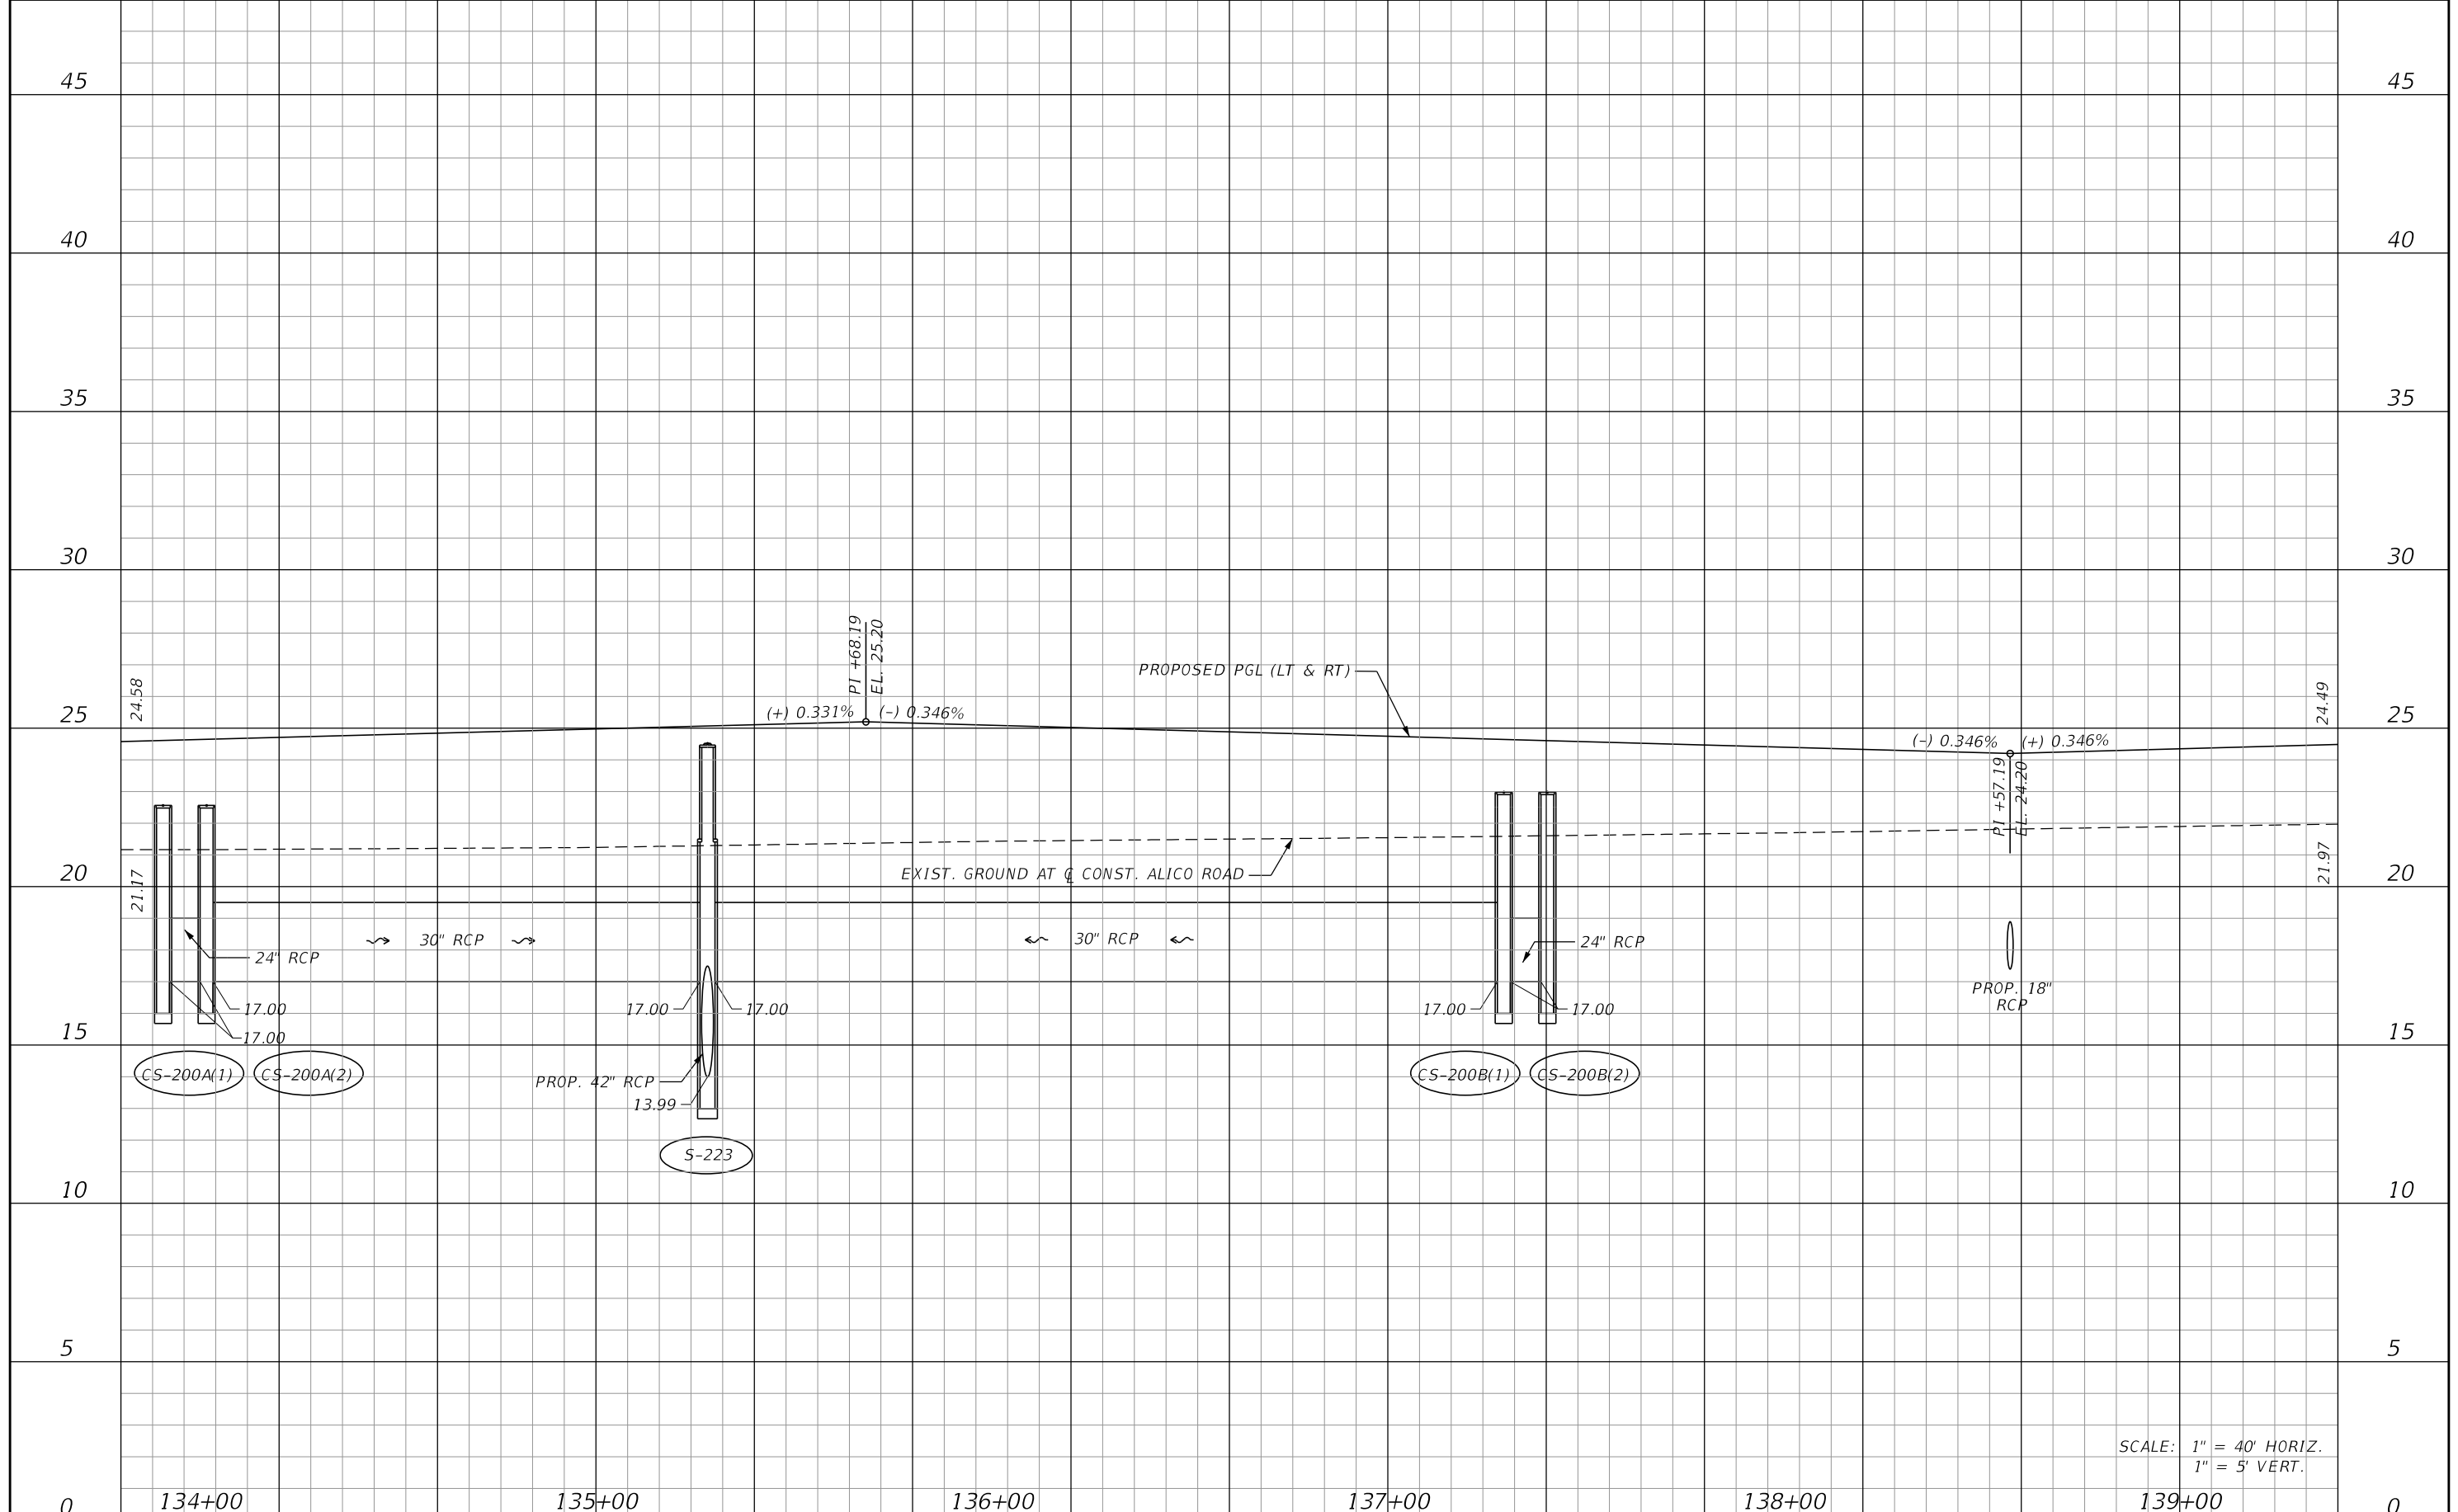 45 45
40 40
35 35
30 30
PI +68.19
EL. 25.20
PROPOSED PGL (LT & RT)
24.58
24.49
25 (+) 0.331% (-) 0.346% 25
(-) 0.346% (+) 0.346%
PI +57.19
EL. 24.20
20 EXIST. GROUND AT ℄ CONST. ALICO ROAD 20
21.17
21.97
30" RCP 30" RCP
24" RCP 24" RCP
PROP. 18"
RCP
17.00 17.00 17.00 17.00 17.00
17.00
15 15
CS-200A(1) CS-200A(2) CS-200B(1) CS-200B(2)
PROP. 42" RCP
13.99
S-223
10 10
5 5
SCALE: 1" = 40' HORIZ.
1" = 5' VERT.
0 134+00 135+00 136+00 137+00 138+00 139+00 0